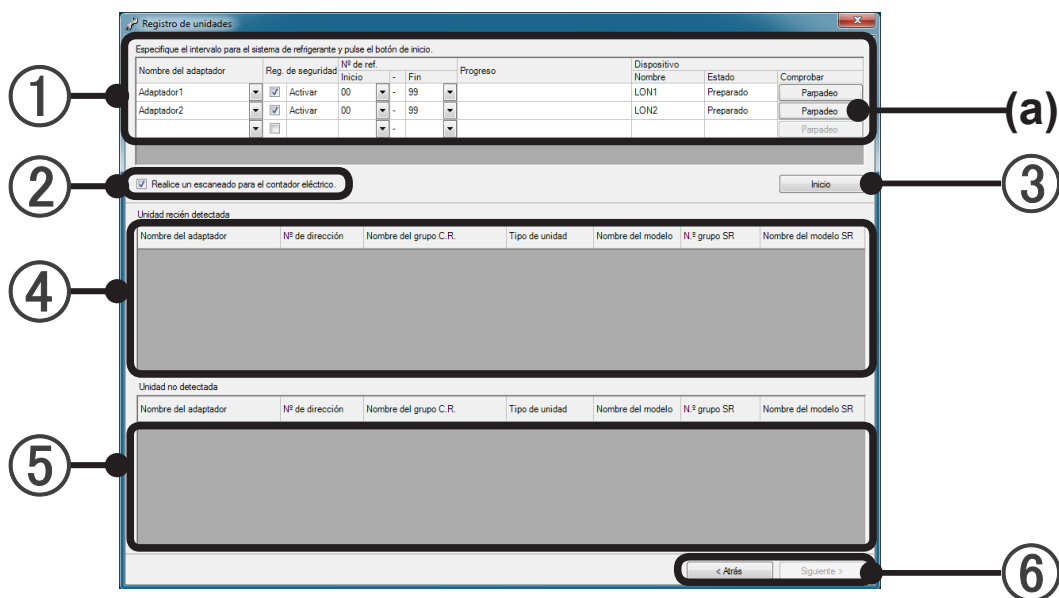 Registro de unidades
Especifique el intervalo para el sistema de refrigerante y pulse el botón de inicio.
Nombre del adaptador Reg. de seguridad Nº de ref. Progreso Dispositivo
Inicio - Fin Nombre Estado Comprobar
Adaptador1 Activar 00 - 99 LON1 Preparado Parpadeo
Adaptador2 Activar 00 - 99 LON2 Preparado Parpadeo
- Parpadeo
① (a)
② Realice un escaneado para el contador eléctrico. Inicio ③
Unidad recién detectada
Nombre del adaptador Nº de dirección Nombre del grupo C.R. Tipo de unidad Nombre del modelo N.º grupo SR Nombre del modelo SR
④
Unidad no detectada
Nombre del adaptador Nº de dirección Nombre del grupo C.R. Tipo de unidad Nombre del modelo N.º grupo SR Nombre del modelo SR
⑤
< Atrás Siguiente > ⑥